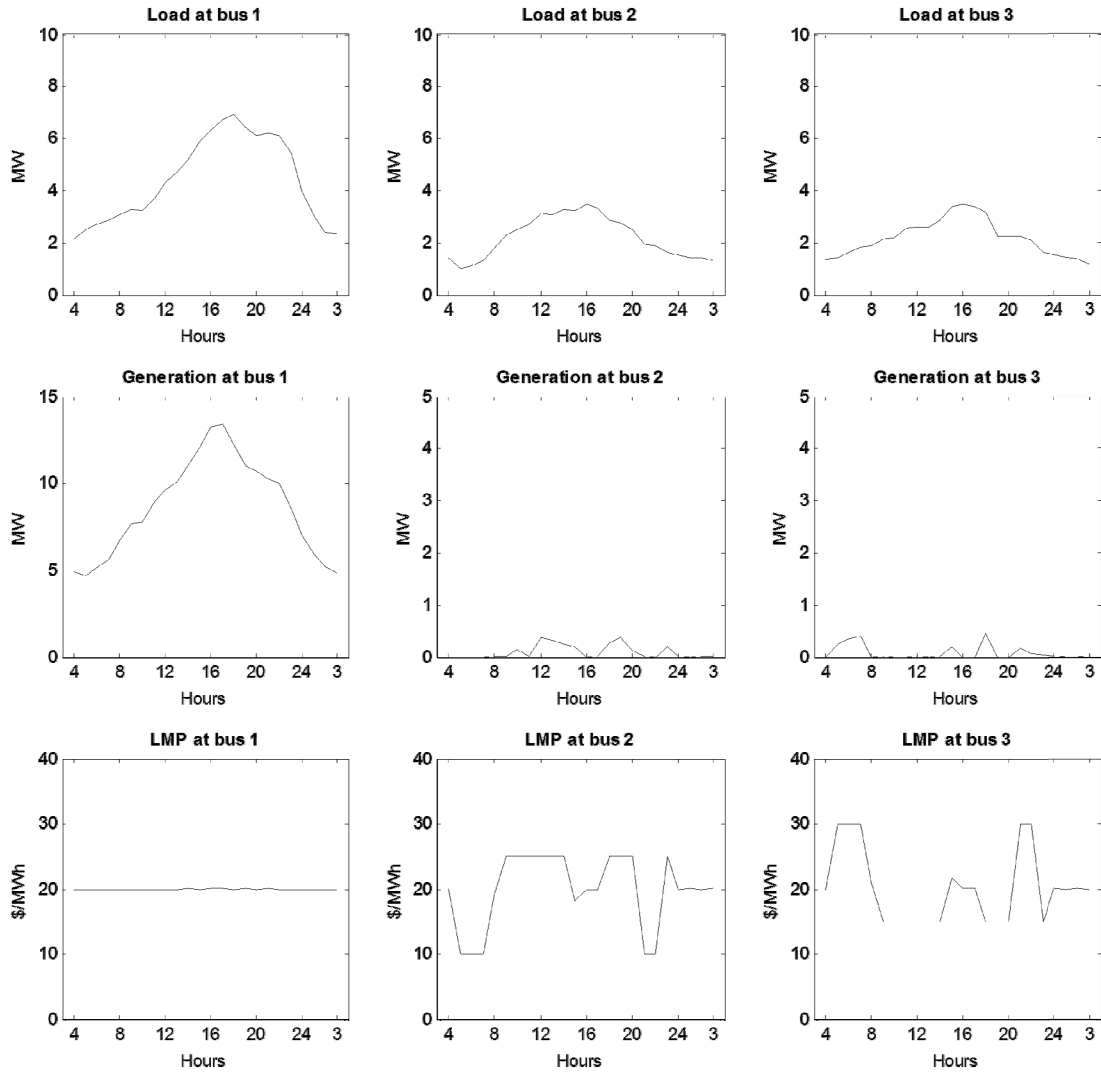 Load at bus 1
10
8
6
4
2
0
MW
4 8 12 16 20 24 3
Hours
Load at bus 2
10
8
6
4
2
0
MW
4 8 12 16 20 24 3
Hours
Load at bus 3
10
8
6
4
2
0
MW
4 8 12 16 20 24 3
Hours
Generation at bus 1
15
10
5
0
MW
4 8 12 16 20 24 3
Hours
Generation at bus 2
5
4
3
2
1
0
MW
4 8 12 16 20 24 3
Hours
Generation at bus 3
5
4
3
2
1
0
MW
4 8 12 16 20 24 3
Hours
LMP at bus 1
40
30
20
10
0
$/MWh
4 8 12 16 20 24 3
Hours
LMP at bus 2
40
30
20
10
0
$/MWh
4 8 12 16 20 24 3
Hours
LMP at bus 3
40
30
20
10
0
$/MWh
4 8 12 16 20 24 3
Hours